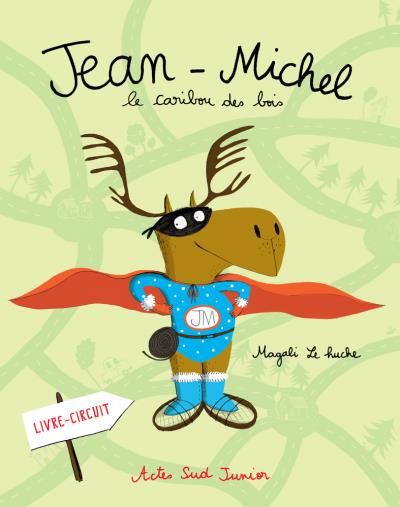 Jean-Michel
le caribou des bois
JM
Magali Le huche
LIVRE-CIRCUIT
Actes Sud Junior